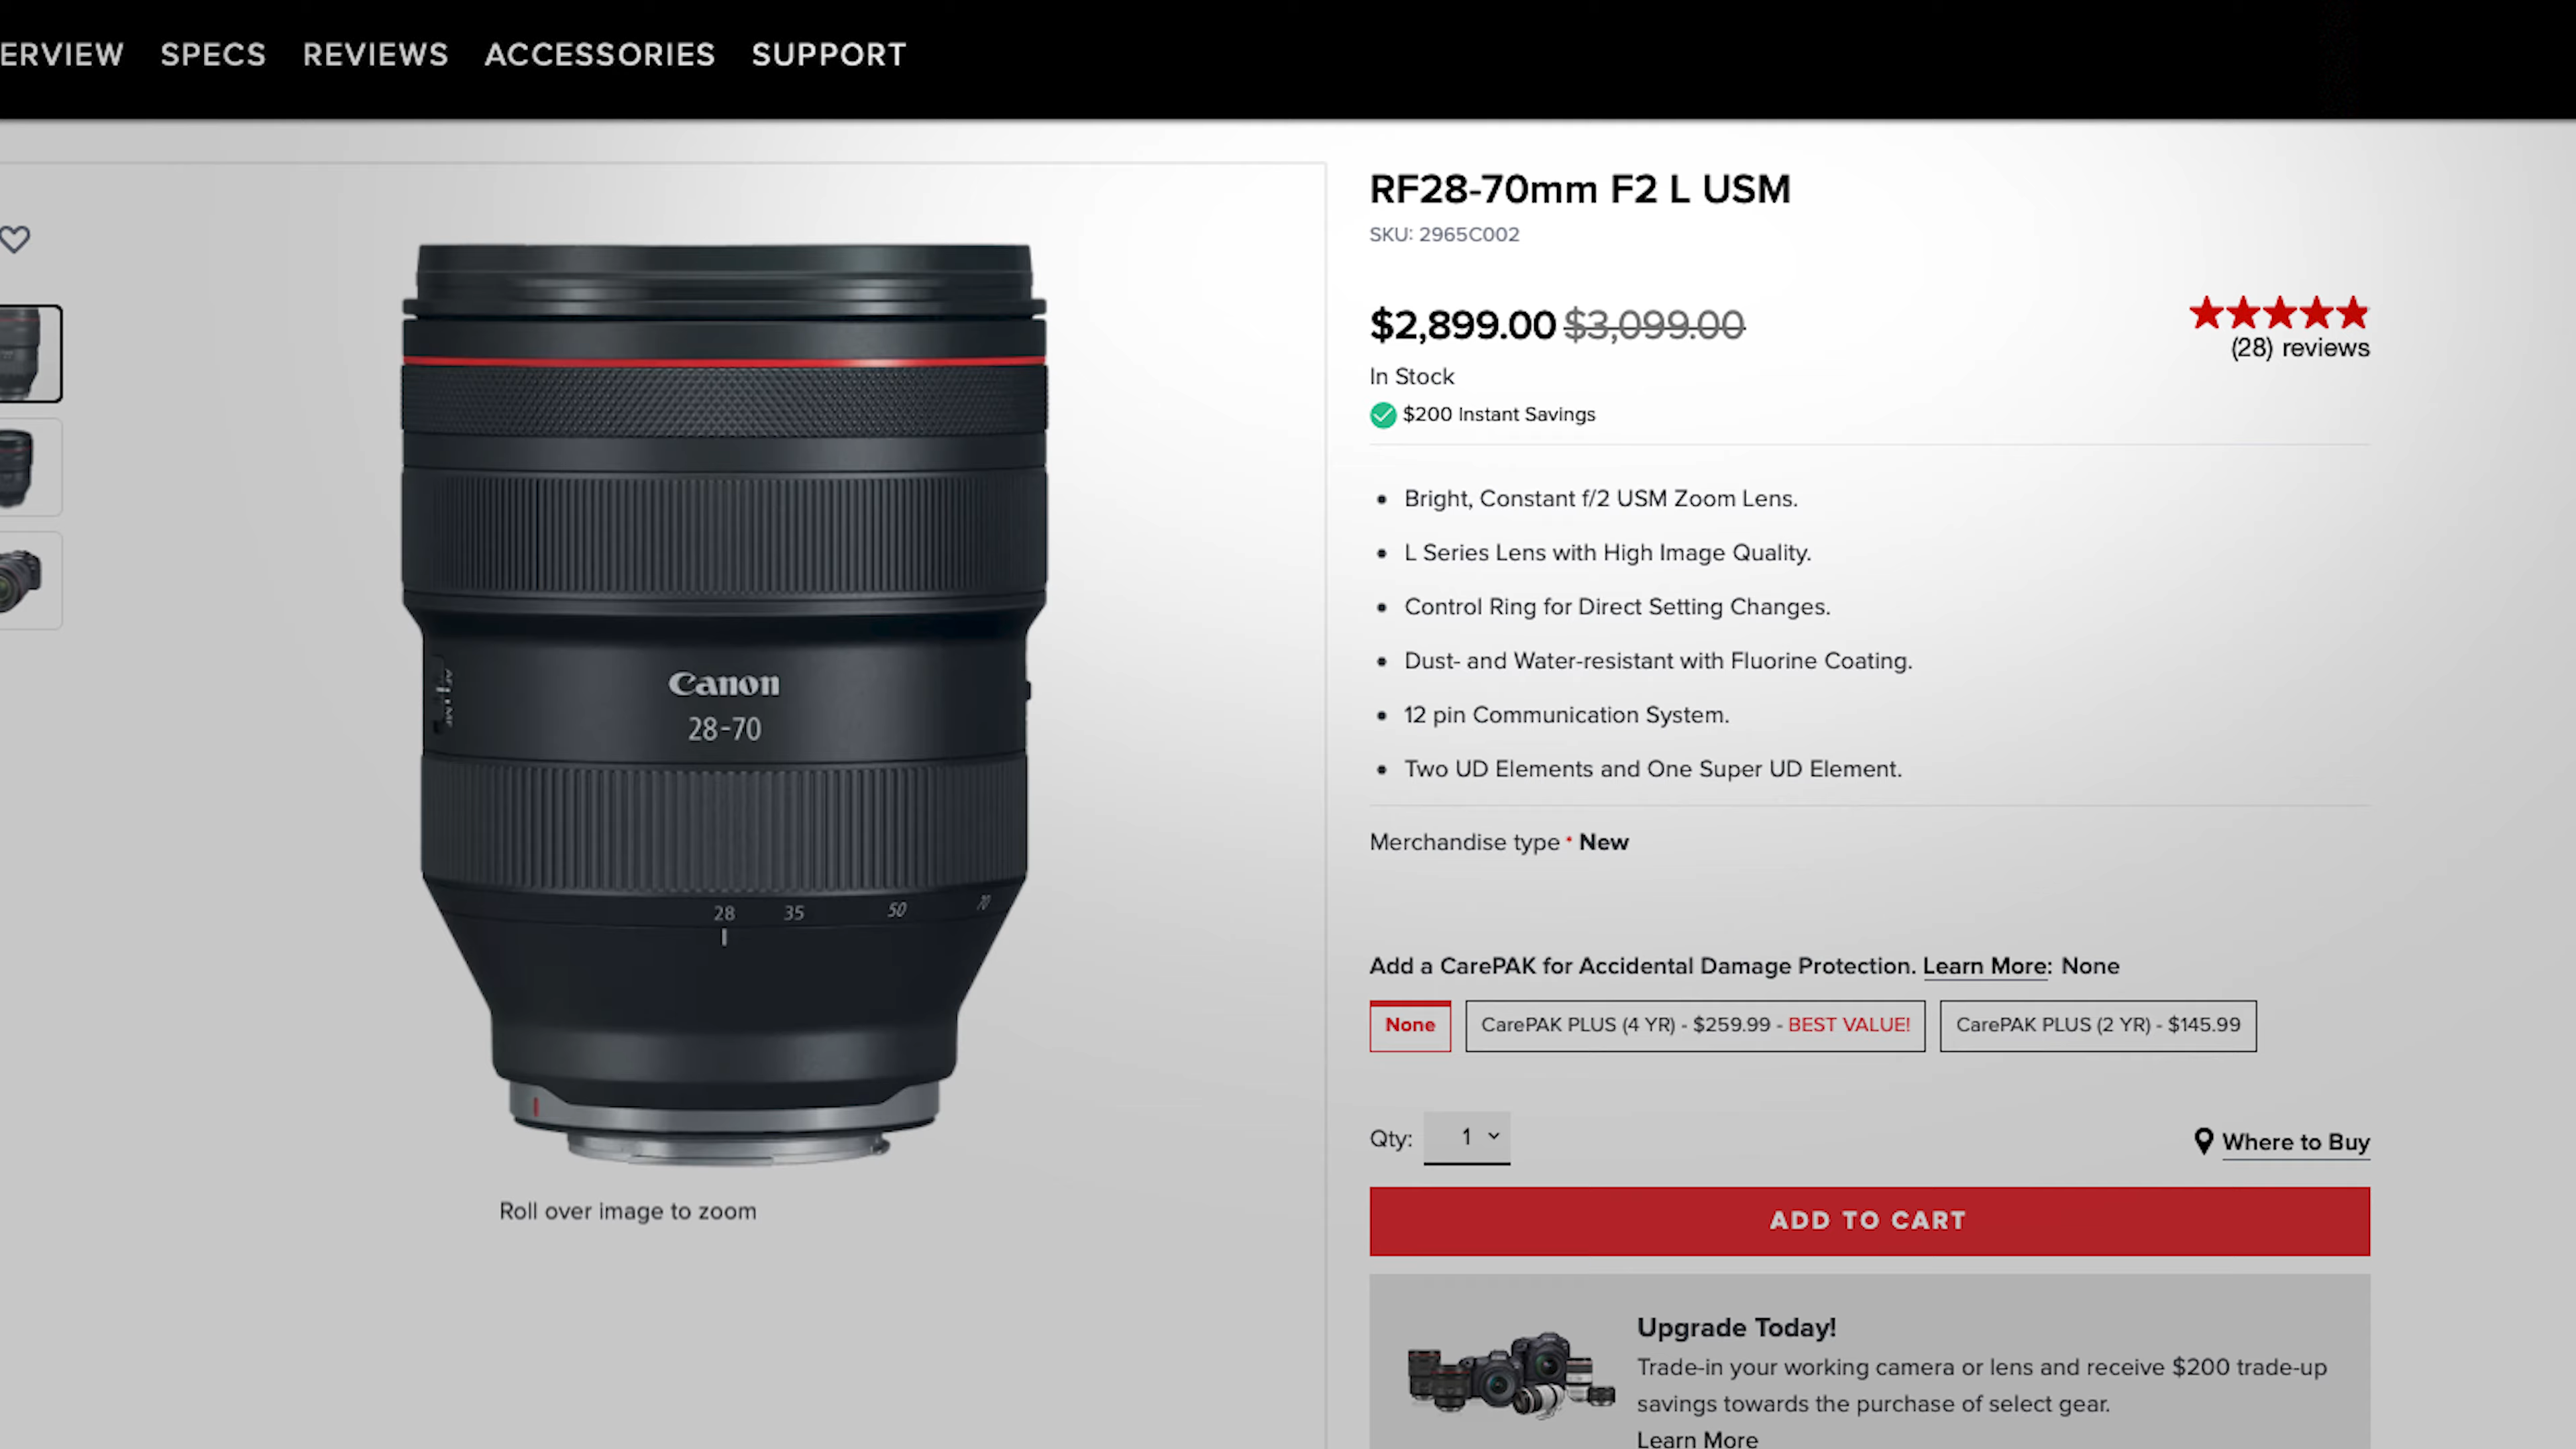 ERVIEW SPECS REVIEWS ACCESSORIES SUPPORT
RF28-70mm F2 L USM
SKU: 2965C002
$2,899.00 $3,099.00
(28) reviews
In Stock
$200 Instant Savings
• Bright, Constant f/2 USM Zoom Lens.
• L Series Lens with High Image Quality.
• Control Ring for Direct Setting Changes.
• Dust- and Water-resistant with Fluorine Coating.
• 12 pin Communication System.
• Two UD Elements and One Super UD Element.
Merchandise type * New
Add a CarePAK for Accidental Damage Protection. Learn More: None
None
CarePAK PLUS (4 YR) - $259.99 - BEST VALUE!
CarePAK PLUS (2 YR) - $145.99
Qty: 1
Where to Buy
ADD TO CART
Upgrade Today!
Trade-in your working camera or lens and receive $200 trade-up
savings towards the purchase of select gear.
Learn More
AF MF
Canon
28-70
28 35 50 70
Roll over image to zoom